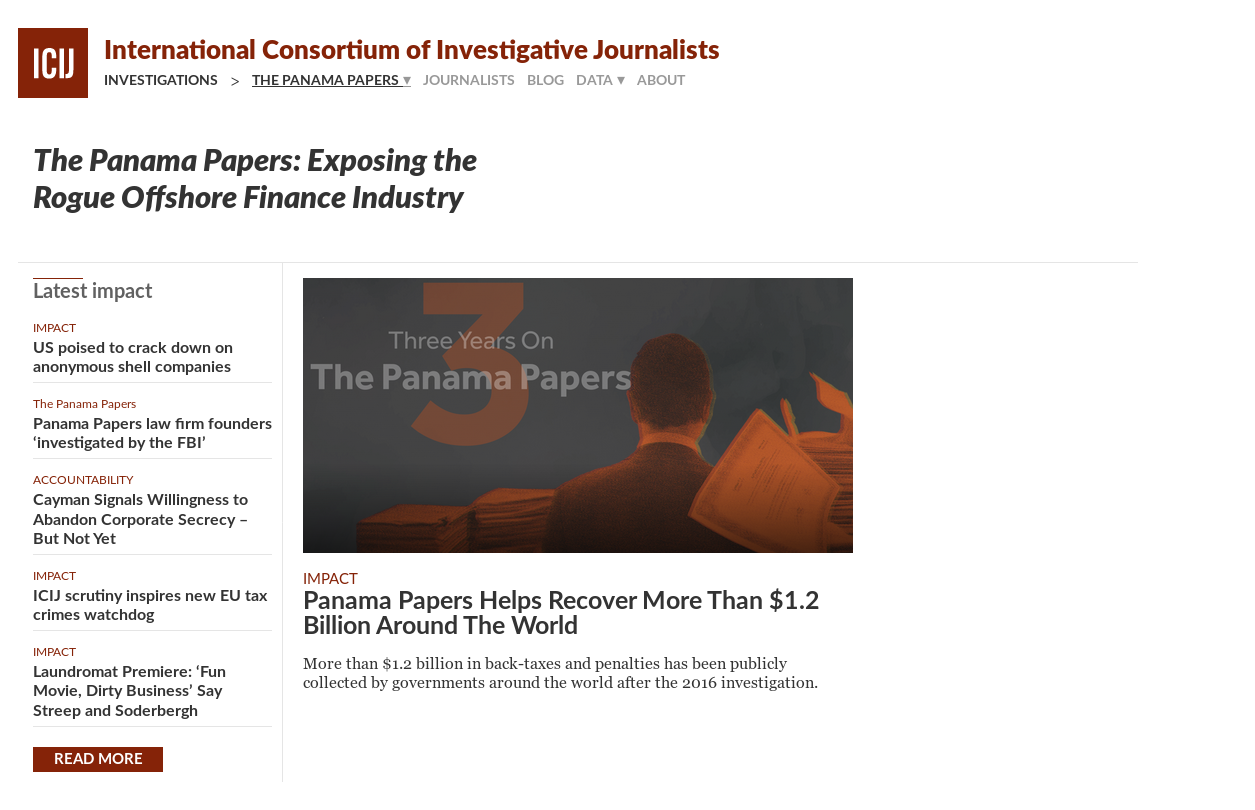 ICIJ
International Consortium of Investigative Journalists
INVESTIGATIONS > THE PANAMA PAPERS ▾ JOURNALISTS BLOG DATA ▾ ABOUT
The Panama Papers: Exposing the
Rogue Offshore Finance Industry
Latest impact
IMPACT
US poised to crack down on
anonymous shell companies
The Panama Papers
Panama Papers law firm founders
‘investigated by the FBI’
ACCOUNTABILITY
Cayman Signals Willingness to
Abandon Corporate Secrecy –
But Not Yet
IMPACT
ICIJ scrutiny inspires new EU tax
crimes watchdog
IMPACT
Laundromat Premiere: ‘Fun
Movie, Dirty Business’ Say
Streep and Soderbergh
READ MORE
3
Three Years On
The Panama Papers
IMPACT
Panama Papers Helps Recover More Than $1.2
Billion Around The World
More than $1.2 billion in back-taxes and penalties has been publicly
collected by governments around the world after the 2016 investigation.